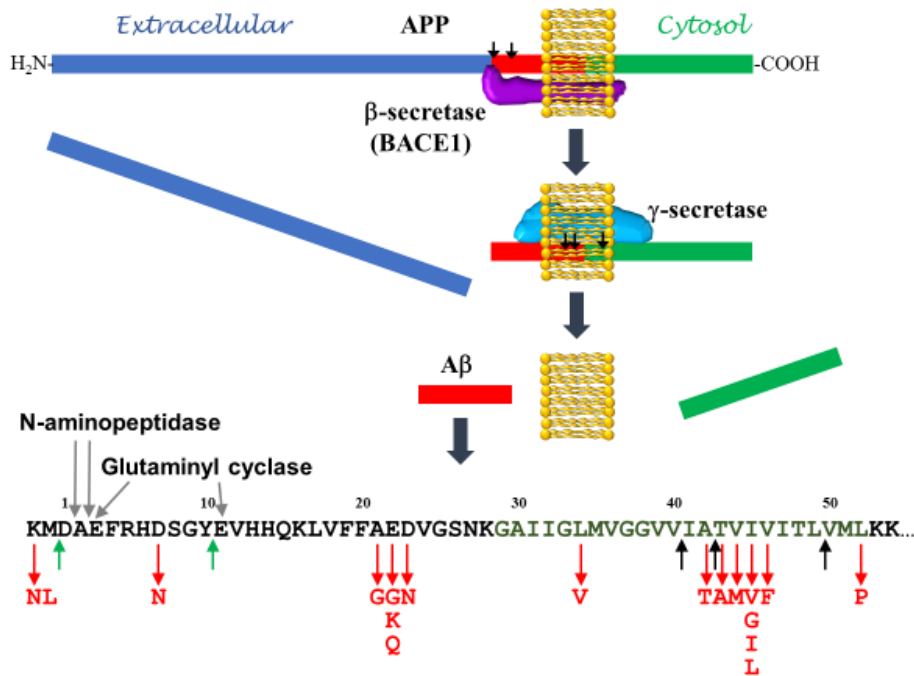 Extracellular APP Cytosol
H₂N- -COOH
β-secretase
(BACE1)
γ-secretase
Aβ
N-aminopeptidase
Glutaminyl cyclase
1 10 20 30 40 50
KMDAEFRHDSGYEVHHQKLVFFAEDVGSNKGAIIGLMVGGVVIATVIVITLVMLKK...
NL N GGN V TAMVF P
K G
Q I
L